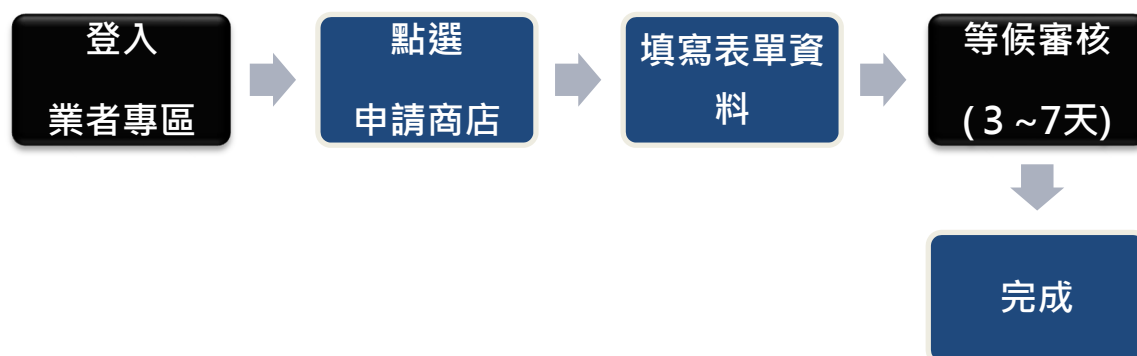 登入
業者專區
點選
申請商店
填寫表單資
料
等候審核
(3~7天)
完成